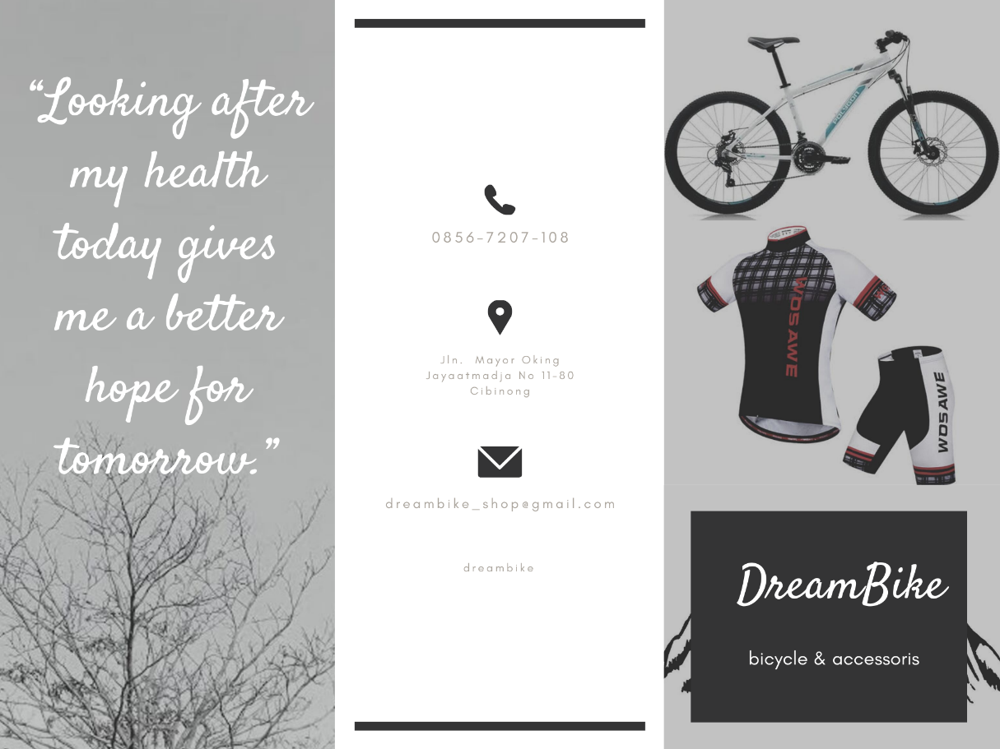 “Looking after
my health
today gives
me a better
hope for
tomorrow.”
0856-7207-108
Jln. Mayor Oking
Jayaatmadja No 11-80
Cibinong
dreambike_shop@gmail.com
dreambike
POLYGON
WOSAWE
WOSAWE
DreamBike
bicycle & accessoris